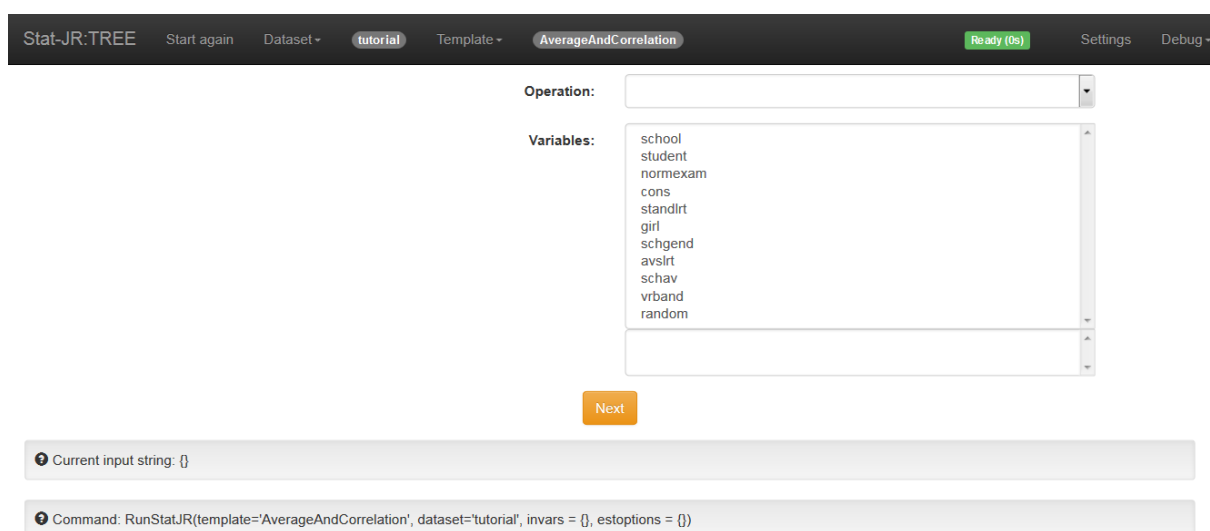 Stat-JR:TREE Start again Dataset tutorial Template AverageAndCorrelation Ready (0s) Settings Debug
Operation:
Variables:
school
student
normexam
cons
standlrt
girl
schgend
avslrt
schav
vrband
random
Next
Current input string: {}
Command: RunStatJR(template='AverageAndCorrelation', dataset='tutorial', invars = {}, estoptions = {})